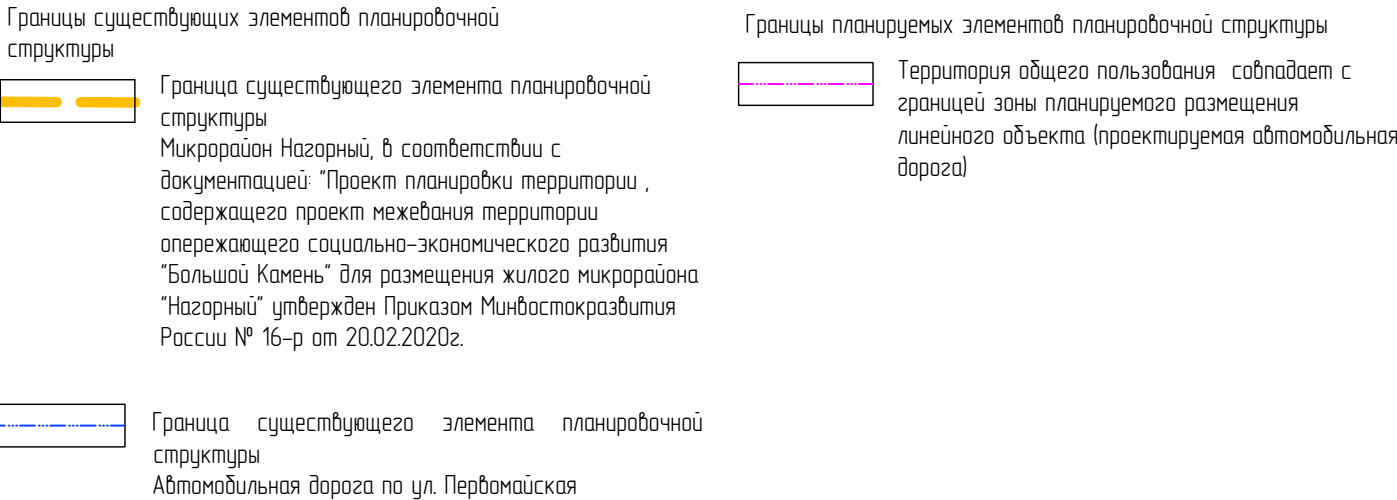 Границы существующих элементов планировочной
структуры
Граница существующего элемента планировочной
структуры
Микрорайон Нагорный, в соответствии с
документацией: "Проект планировки территории ,
содержащего проект межевания территории
опережающего социально-экономического развития
"Большой Камень" для размещения жилого микрорайона
"Нагорный" утвержден Приказом Минвостокразвития
России № 16-р от 20.02.2020г.
Граница существующего элемента планировочной
структуры
Автомобильная дорога по ул. Первомайская
Границы планируемых элементов планировочной структуры
Территория общего пользования совпадает с
границей зоны планируемого размещения
линейного объекта (проектируемая автомобильная
дорога)